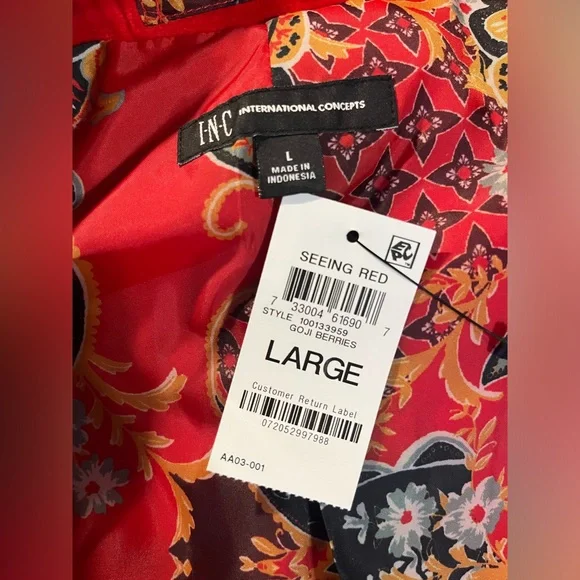 I·N·C INTERNATIONAL CONCEPTS
L
MADE IN
INDONESIA
SEEING RED
7 33004 61690 7
STYLE 100133959
GOJI BERRIES
LARGE
Customer Return Label
072052997988
AA03-001